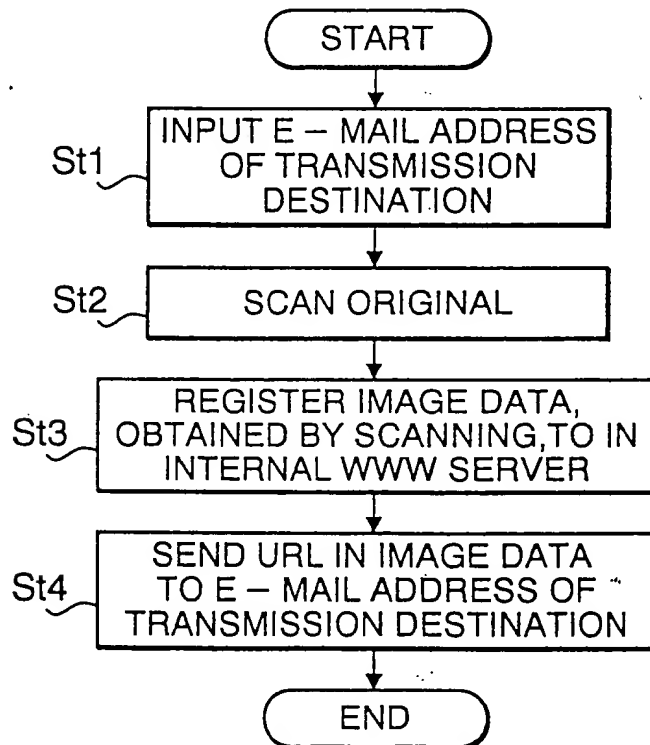 START
St1
INPUT E – MAIL ADDRESS
OF TRANSMISSION
DESTINATION
St2
SCAN ORIGINAL
St3
REGISTER IMAGE DATA,
OBTAINED BY SCANNING,TO IN
INTERNAL WWW SERVER
St4
SEND URL IN IMAGE DATA
TO E – MAIL ADDRESS OF
TRANSMISSION DESTINATION
END